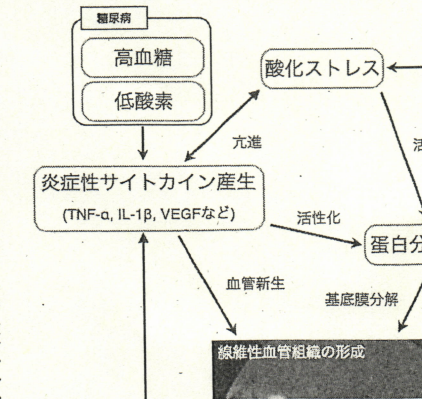 糖尿病
高血糖
低酸素
酸化ストレス
亢進
炎症性サイトカイン産生
(TNF-α, IL-1β, VEGFなど)
活性化
蛋白分
血管新生
基底膜分解
線維性血管組織の形成